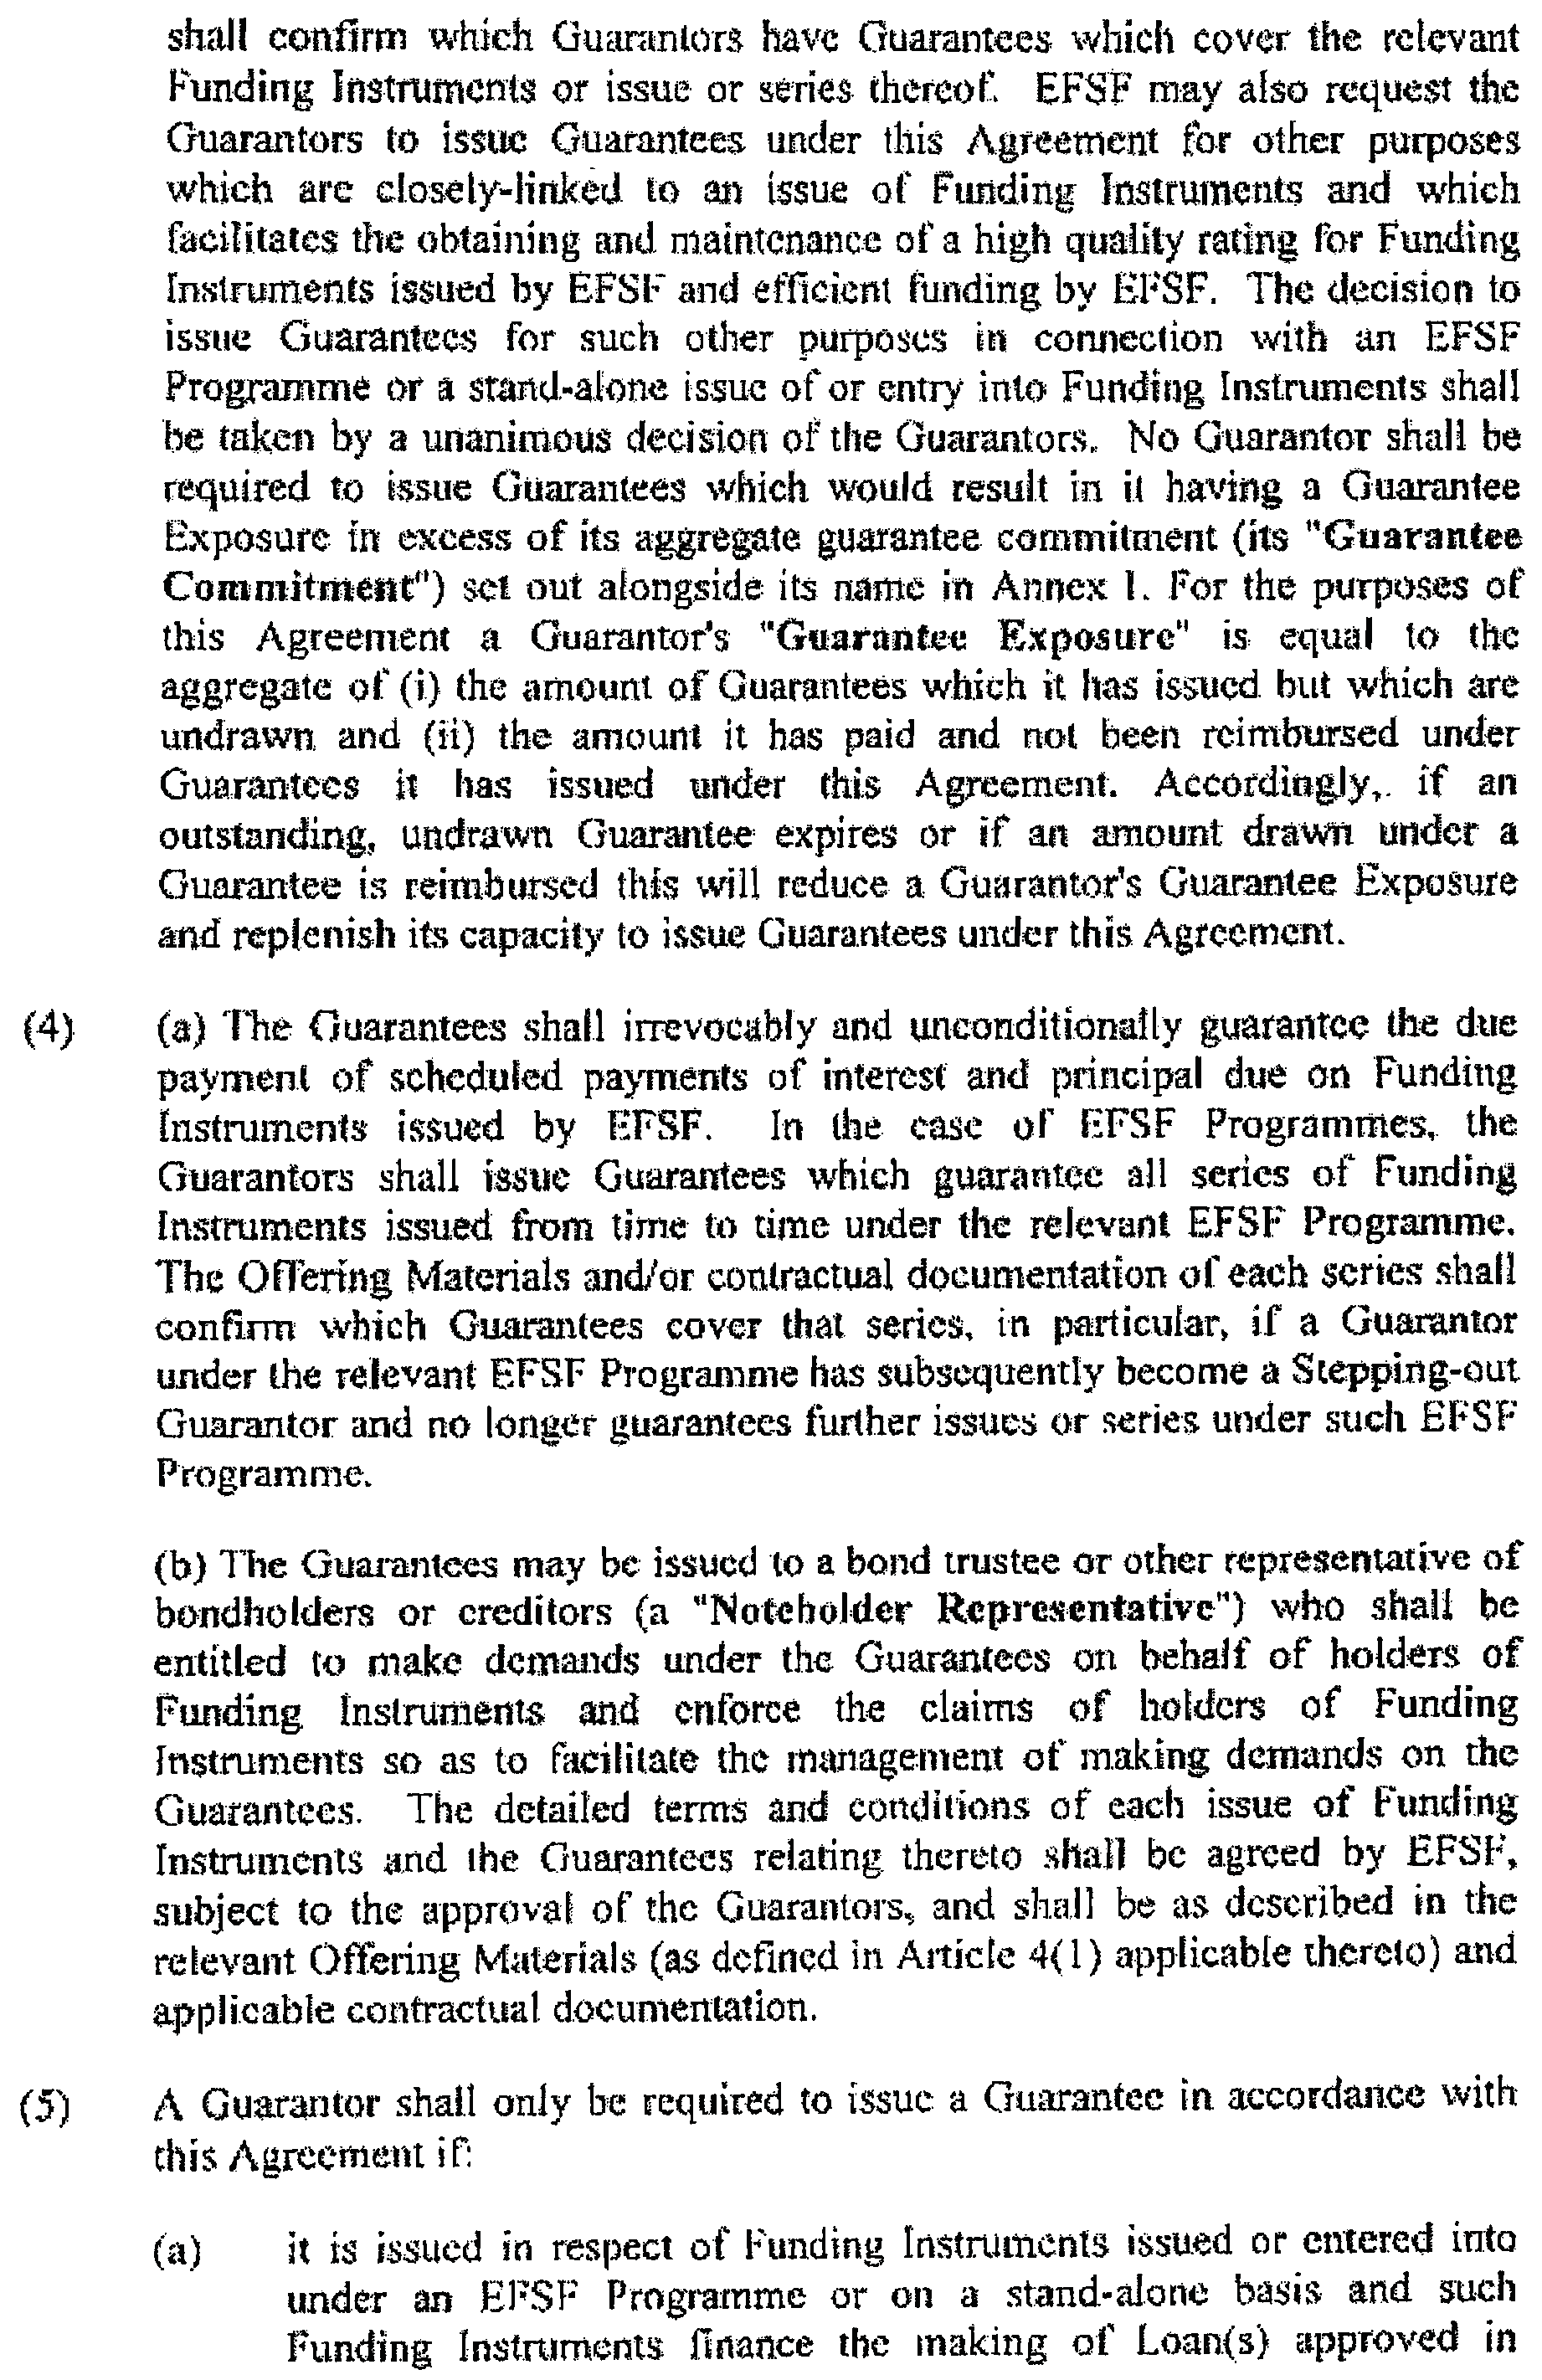 shall confirm which Guarantors have Guarantees which cover the relevant
Funding Instruments or issue or series thereof. EFSF may also request the
Guarantors to issue Guarantees under this Agreement for other purposes
which are closely-linked to an issue of Funding Instruments and which
facilitates the obtaining and maintenance of a high quality rating for Funding
Instruments issued by EFSF and efficient funding by EFSF. The decision to
issue Guarantees for such other purposes in connection with an EFSF
Programme or a stand-alone issue of or entry into Funding Instruments shall
be taken by a unanimous decision of the Guarantors. No Guarantor shall be
required to issue Guarantees which would result in it having a Guarantee
Exposure in excess of its aggregate guarantee commitment (its "Guarantee
Commitment") set out alongside its name in Annex 1. For the purposes of
this Agreement a Guarantor's "Guarantee Exposure" is equal to the
aggregate of (i) the amount of Guarantees which it has issued but which are
undrawn and (ii) the amount it has paid and not been reimbursed under
Guarantees it has issued under this Agreement. Accordingly, if an
outstanding, undrawn Guarantee expires or if an amount drawn under a
Guarantee is reimbursed this will reduce a Guarantor's Guarantee Exposure
and replenish its capacity to issue Guarantees under this Agreement.
(4) (a) The Guarantees shall irrevocably and unconditionally guarantee the due
payment of scheduled payments of interest and principal due on Funding
Instruments issued by EFSF. In the case of EFSF Programmes, the
Guarantors shall issue Guarantees which guarantee all series of Funding
Instruments issued from time to time under the relevant EFSF Programme.
The Offering Materials and/or contractual documentation of each series shall
confirm which Guarantees cover that series, in particular, if a Guarantor
under the relevant EFSF Programme has subsequently become a Stepping-out
Guarantor and no longer guarantees further issues or series under such EFSF
Programme.
(b) The Guarantees may be issued to a bond trustee or other representative of
bondholders or creditors (a "Noteholder Representative") who shall be
entitled to make demands under the Guarantees on behalf of holders of
Funding Instruments and enforce the claims of holders of Funding
Instruments so as to facilitate the management of making demands on the
Guarantees. The detailed terms and conditions of each issue of Funding
Instruments and the Guarantees relating thereto shall be agreed by EFSF,
subject to the approval of the Guarantors, and shall be as described in the
relevant Offering Materials (as defined in Article 4(1) applicable thereto) and
applicable contractual documentation.
(5) A Guarantor shall only be required to issue a Guarantee in accordance with
this Agreement if:
(a) it is issued in respect of Funding Instruments issued or entered into
under an EFSF Programme or on a stand-alone basis and such
Funding Instruments finance the making of Loan(s) approved in